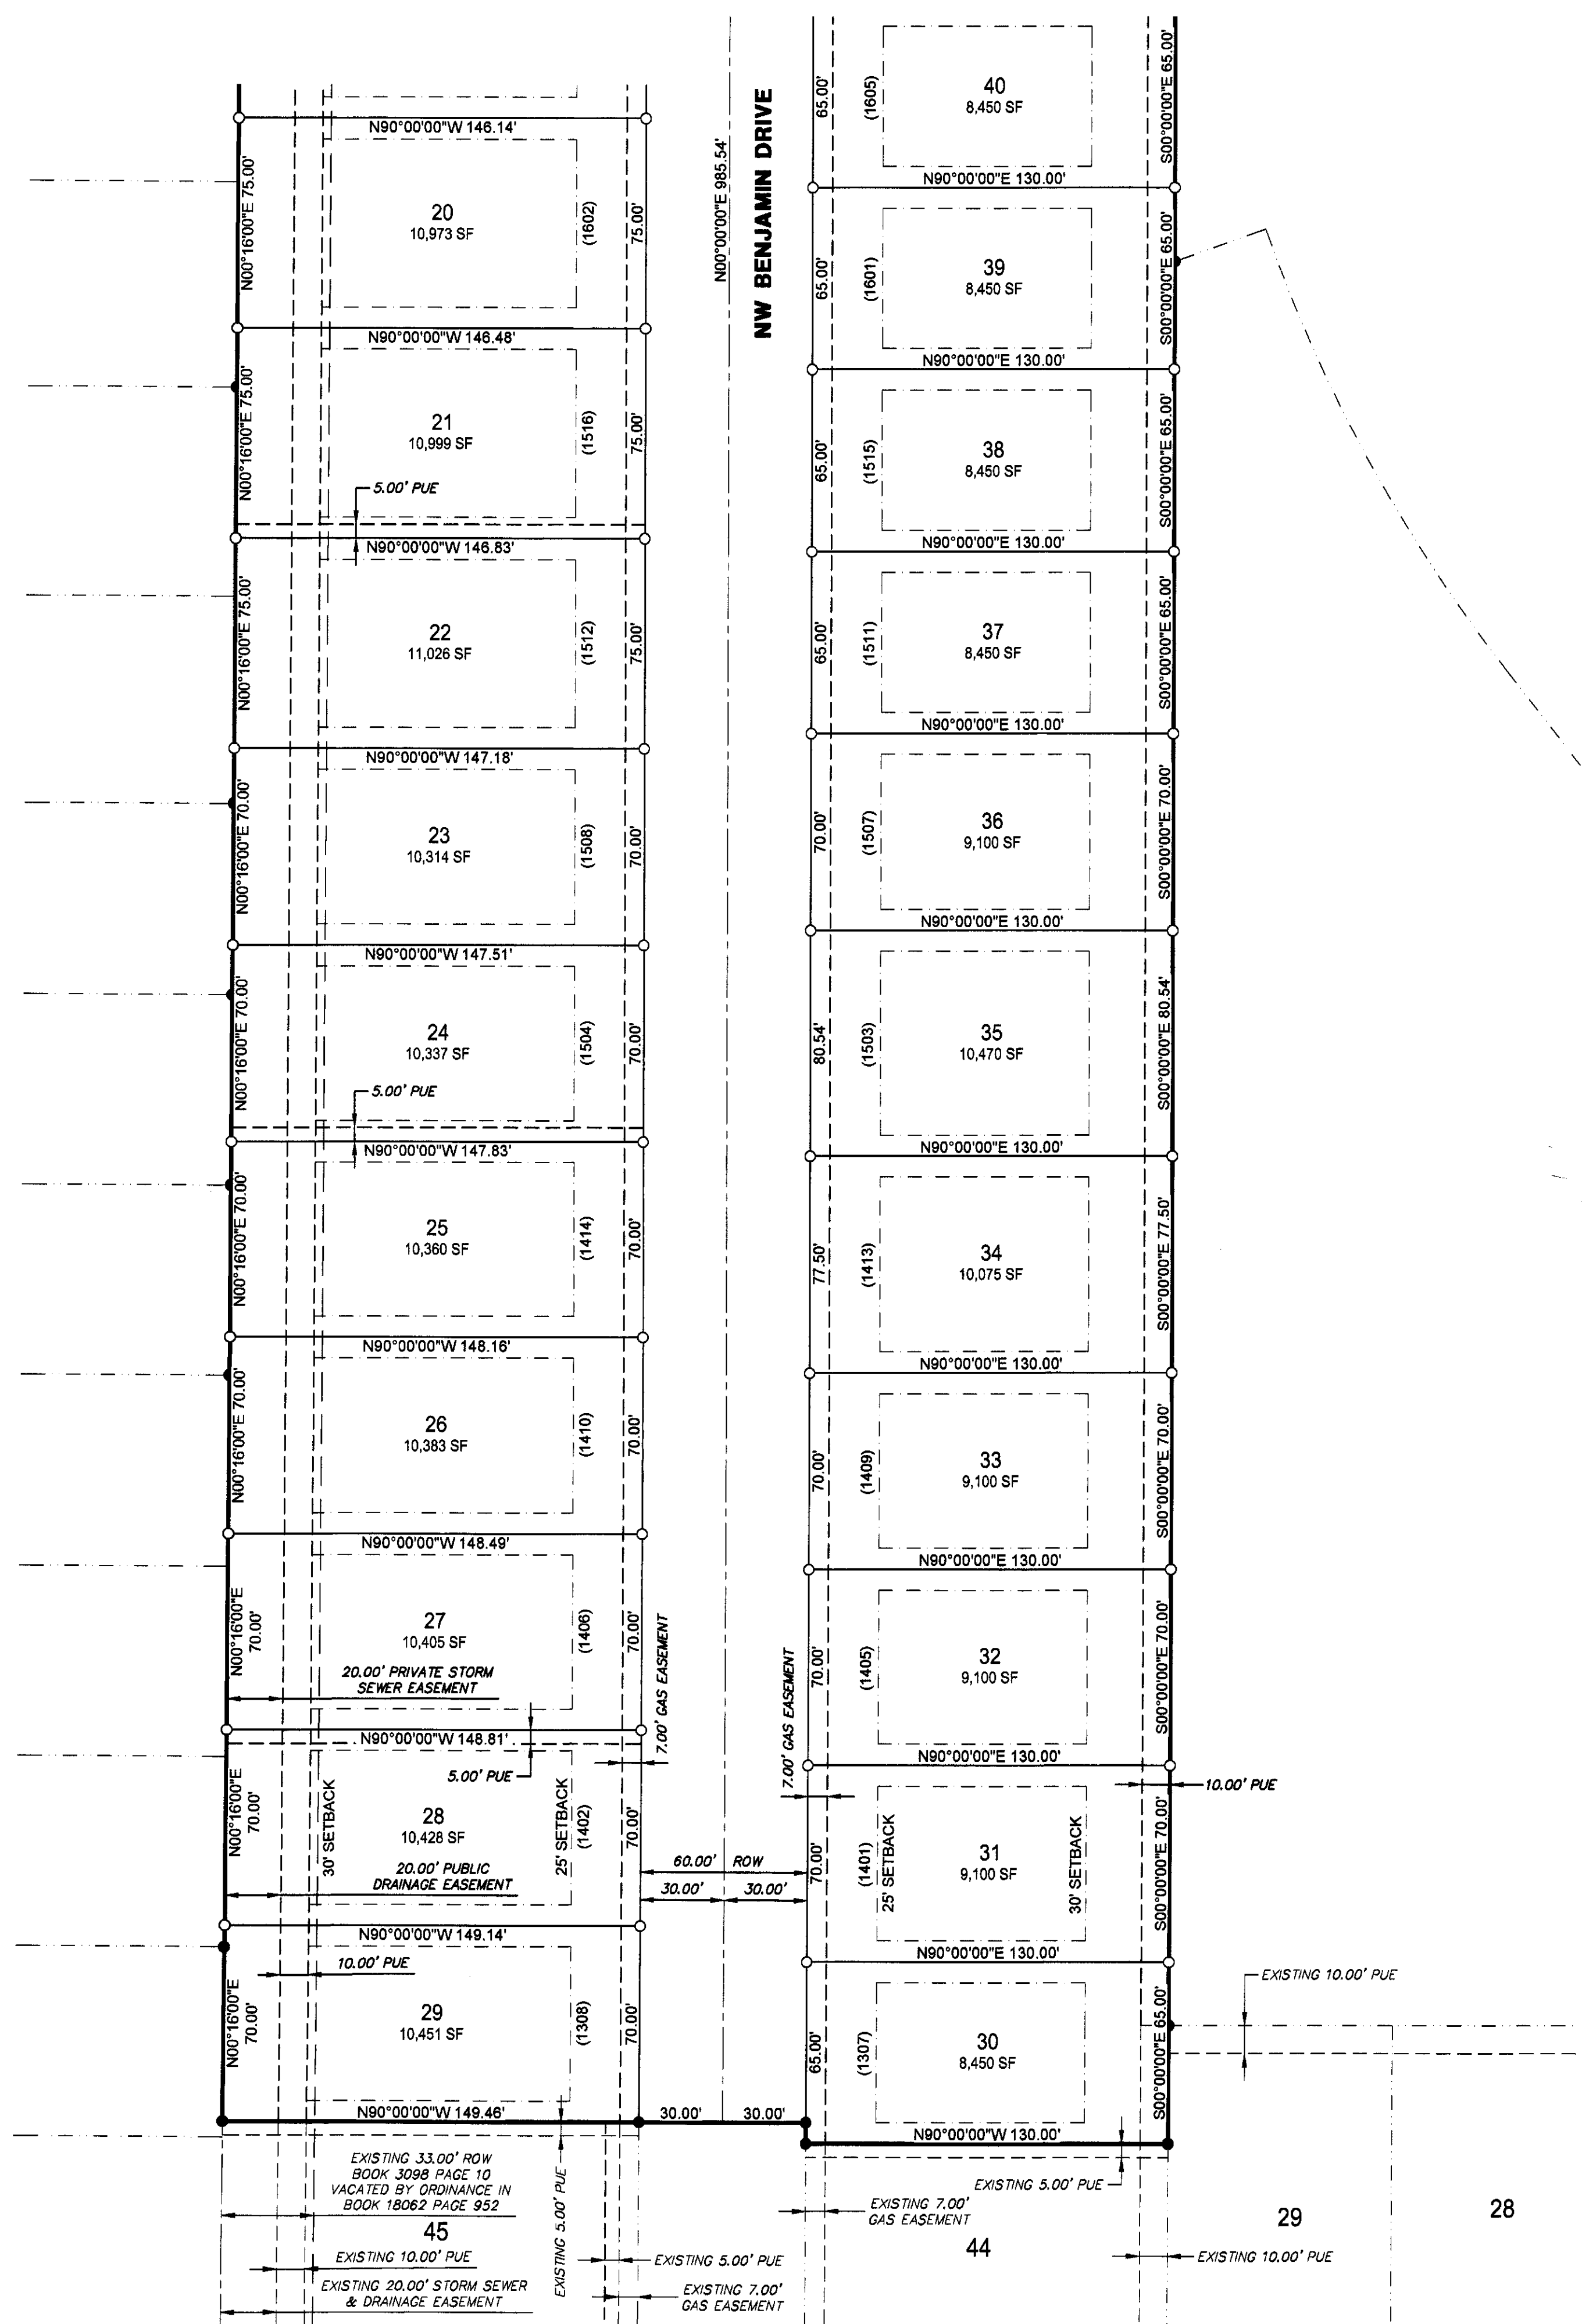 N90°00'00"W 146.14'
N00°16'00"E 75.00'
20
10,973 SF
(1602)
75.00'
N90°00'00"W 146.48'
N00°16'00"E 75.00'
21
10,999 SF
(1516)
75.00'
5.00' PUE
N90°00'00"W 146.83'
N00°16'00"E 75.00'
22
11,026 SF
(1512)
75.00'
N90°00'00"W 147.18'
N00°16'00"E 70.00'
23
10,314 SF
(1508)
70.00'
N90°00'00"W 147.51'
N00°16'00"E 70.00'
24
10,337 SF
(1504)
70.00'
5.00' PUE
N90°00'00"W 147.83'
N00°16'00"E 70.00'
25
10,360 SF
(1414)
70.00'
N90°00'00"W 148.16'
N00°16'00"E 70.00'
26
10,383 SF
(1410)
70.00'
N90°00'00"W 148.49'
N00°16'00"E
70.00'
27
10,405 SF
(1406)
70.00'
20.00' PRIVATE STORM
SEWER EASEMENT
7.00' GAS EASEMENT
N90°00'00"W 148.81'
5.00' PUE
N00°16'00"E
70.00'
30' SETBACK
28
10,428 SF
25' SETBACK
(1402)
70.00'
20.00' PUBLIC
DRAINAGE EASEMENT
N90°00'00"W 149.14'
10.00' PUE
N00°16'00"E
70.00'
29
10,451 SF
(1308)
70.00'
N90°00'00"W 149.46'
N00°00'00"E 985.54'
NW BENJAMIN DRIVE
60.00' ROW
30.00' 30.00'
30.00' 30.00'
65.00'
(1605)
40
8,450 SF
S00°00'00"E 65.00'
N90°00'00"E 130.00'
65.00'
(1601)
39
8,450 SF
S00°00'00"E 65.00'
N90°00'00"E 130.00'
65.00'
(1515)
38
8,450 SF
S00°00'00"E 65.00'
N90°00'00"E 130.00'
65.00'
(1511)
37
8,450 SF
S00°00'00"E 65.00'
N90°00'00"E 130.00'
70.00'
(1507)
36
9,100 SF
S00°00'00"E 70.00'
N90°00'00"E 130.00'
80.54'
(1503)
35
10,470 SF
S00°00'00"E 80.54'
N90°00'00"E 130.00'
77.50'
(1413)
34
10,075 SF
S00°00'00"E 77.50'
N90°00'00"E 130.00'
70.00'
(1409)
33
9,100 SF
S00°00'00"E 70.00'
N90°00'00"E 130.00'
7.00' GAS EASEMENT
70.00'
(1405)
32
9,100 SF
S00°00'00"E 70.00'
N90°00'00"E 130.00'
10.00' PUE
70.00'
(1401)
25' SETBACK
31
9,100 SF
30' SETBACK
S00°00'00"E 70.00'
N90°00'00"E 130.00'
65.00'
(1307)
30
8,450 SF
S00°00'00"E 65.00'
EXISTING 10.00' PUE
N90°00'00"W 130.00'
EXISTING 33.00' ROW
BOOK 3098 PAGE 10
VACATED BY ORDINANCE IN
BOOK 18062 PAGE 952
45
EXISTING 10.00' PUE
EXISTING 20.00' STORM SEWER
& DRAINAGE EASEMENT
EXISTING 5.00' PUE
EXISTING 5.00' PUE
EXISTING 7.00'
GAS EASEMENT
EXISTING 5.00' PUE
EXISTING 7.00'
GAS EASEMENT
44
EXISTING 10.00' PUE
29
28